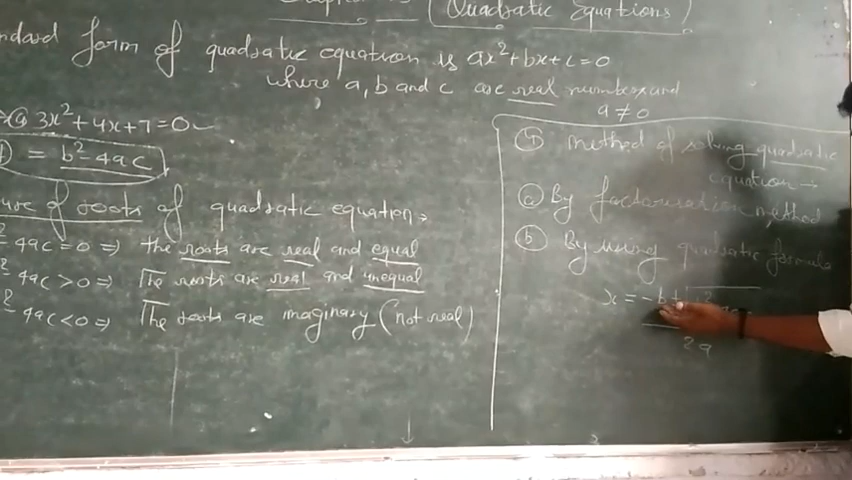 (Quadratic Equations)
form of quadratic equation is ax²+bx+c=0
where a, b and c are real number and
a ≠ 0
3x²+4x+7=0
= b²-4ac
of roots of quadratic equation
4ac=0 ⇒ the roots are real and equal
4ac>0 ⇒ The roots are real and unequal
4ac<0 ⇒ The roots are imaginary (not real)
④ method of solving quadratic
equation →
ⓐ By factorisation method
ⓑ By using quadratic formula
x = -b±
2a